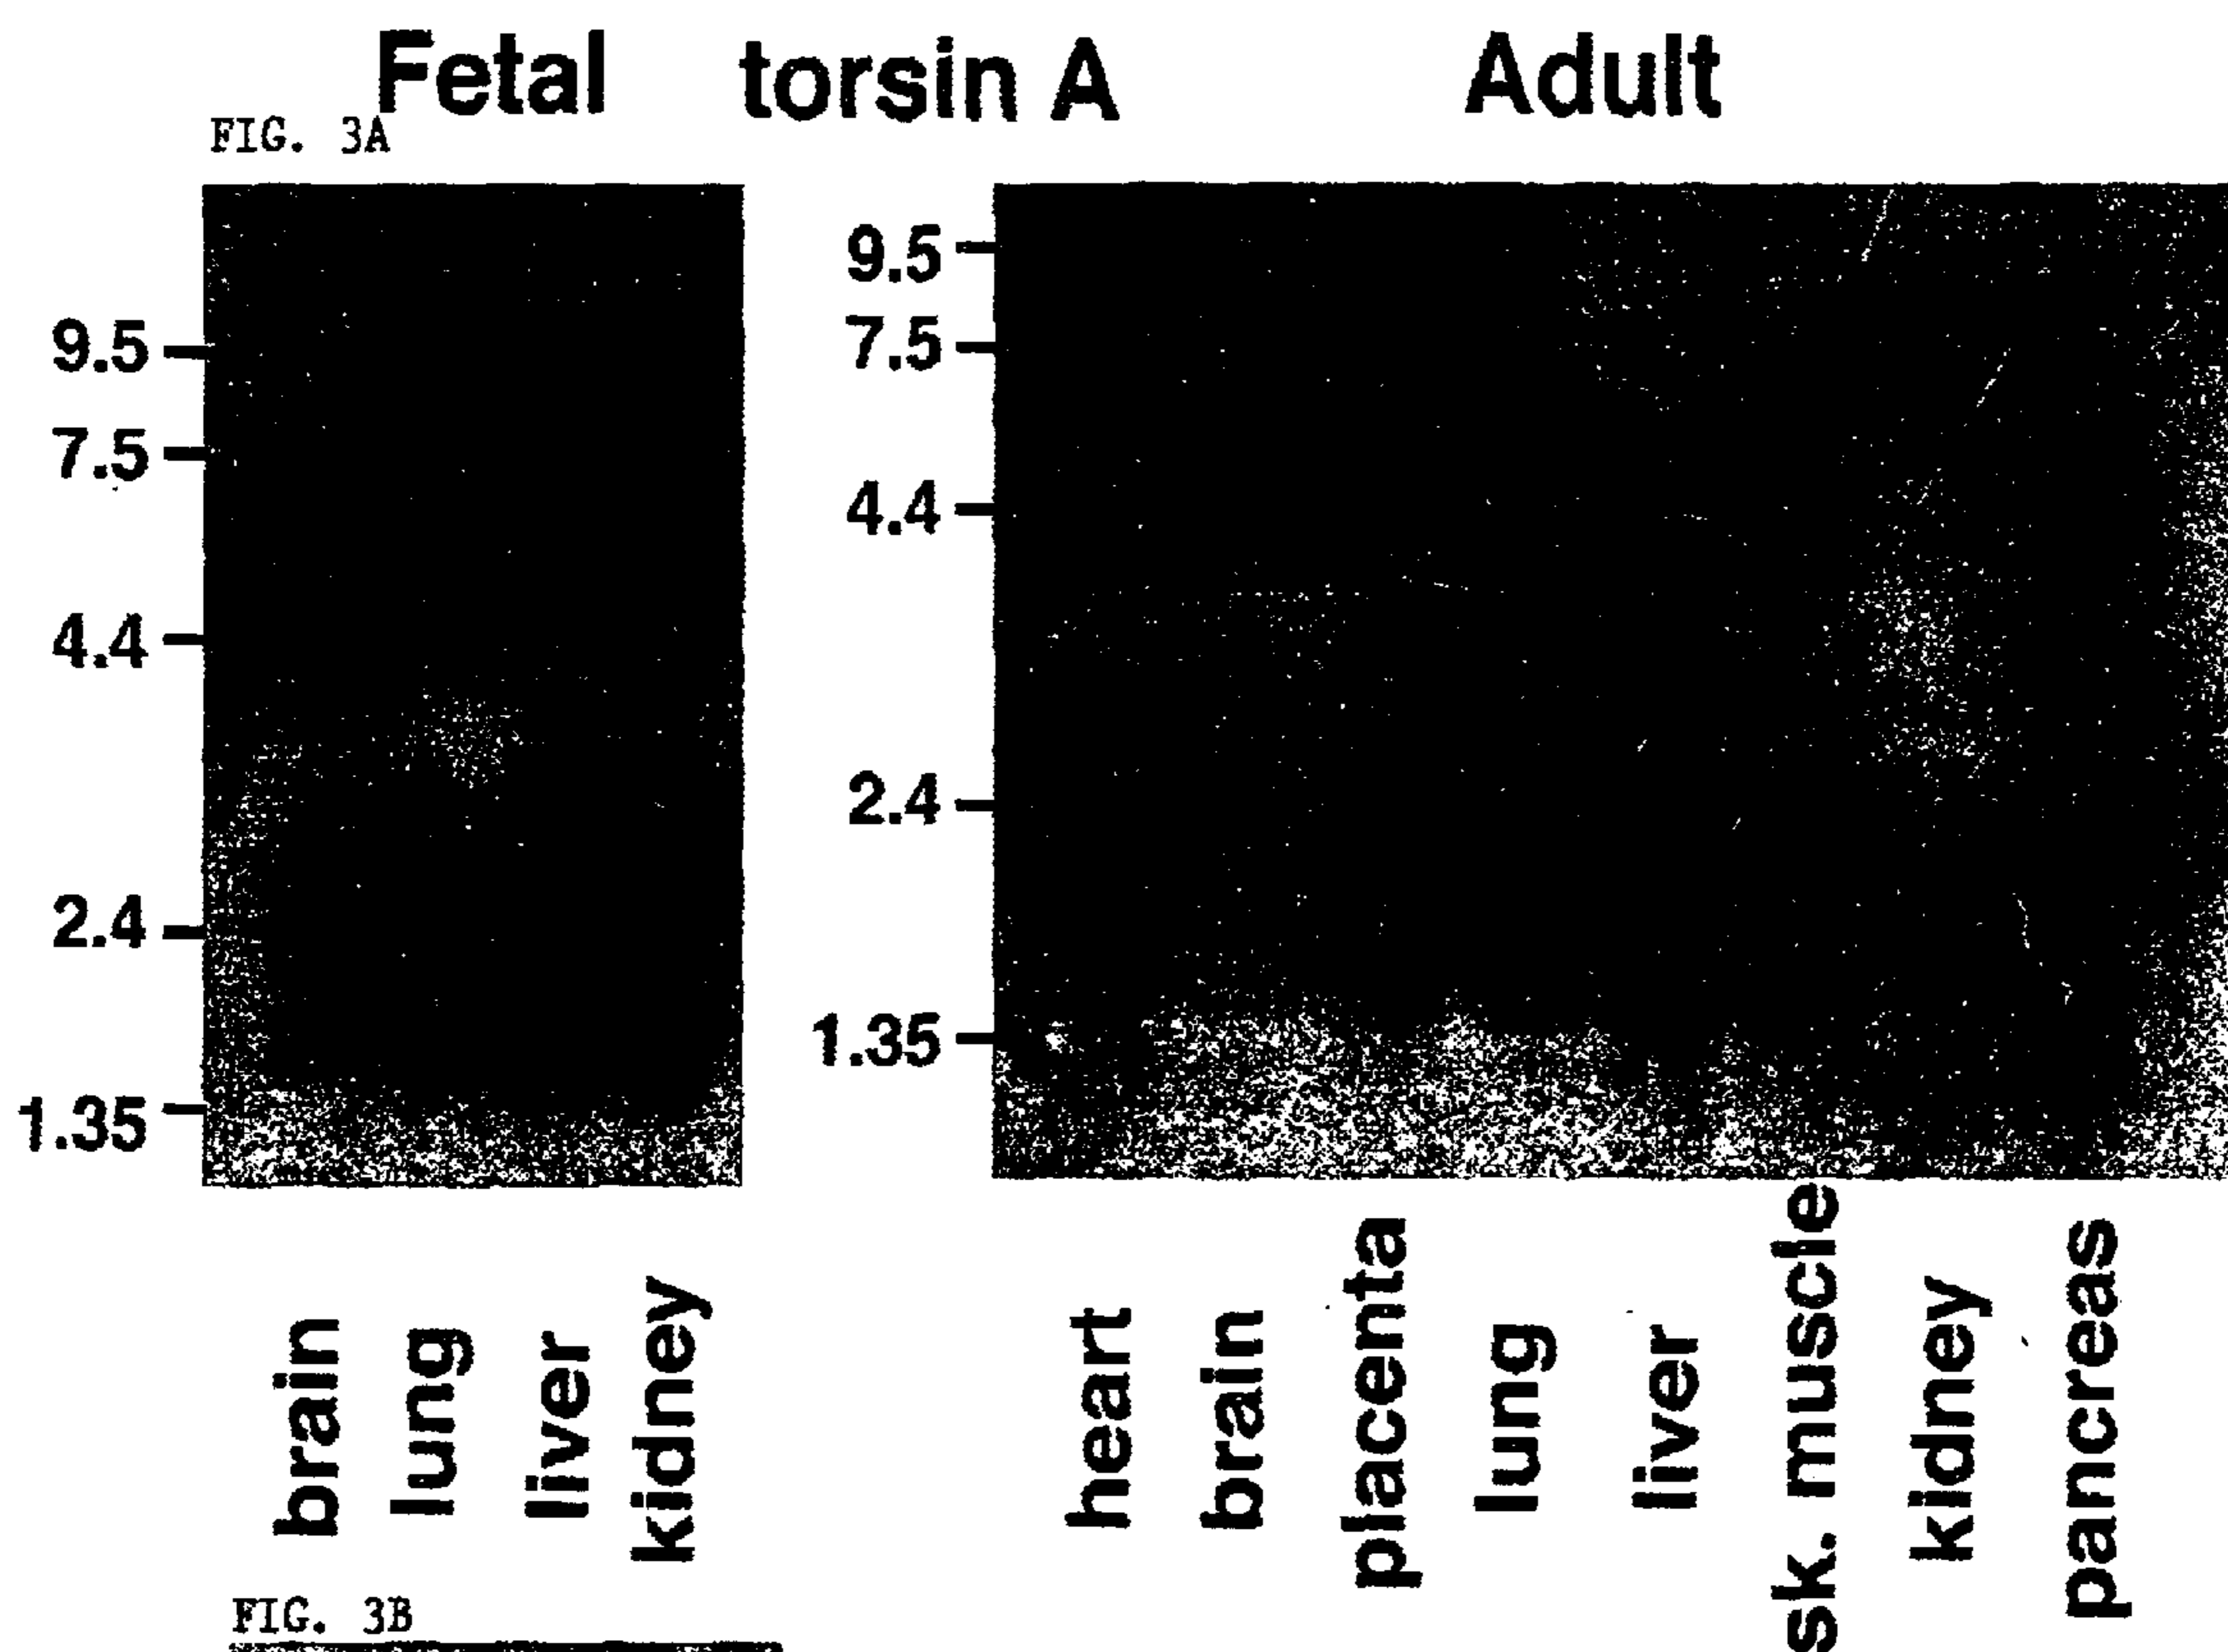 Fetal torsin A Adult
FIG. 3A
9.5
7.5
4.4
2.4
1.35
9.5
7.5
4.4
2.4
1.35
brain
lung
liver
kidney
heart
brain
placenta
lung
liver
sk. muscle
kidney
pancreas
FIG. 3B